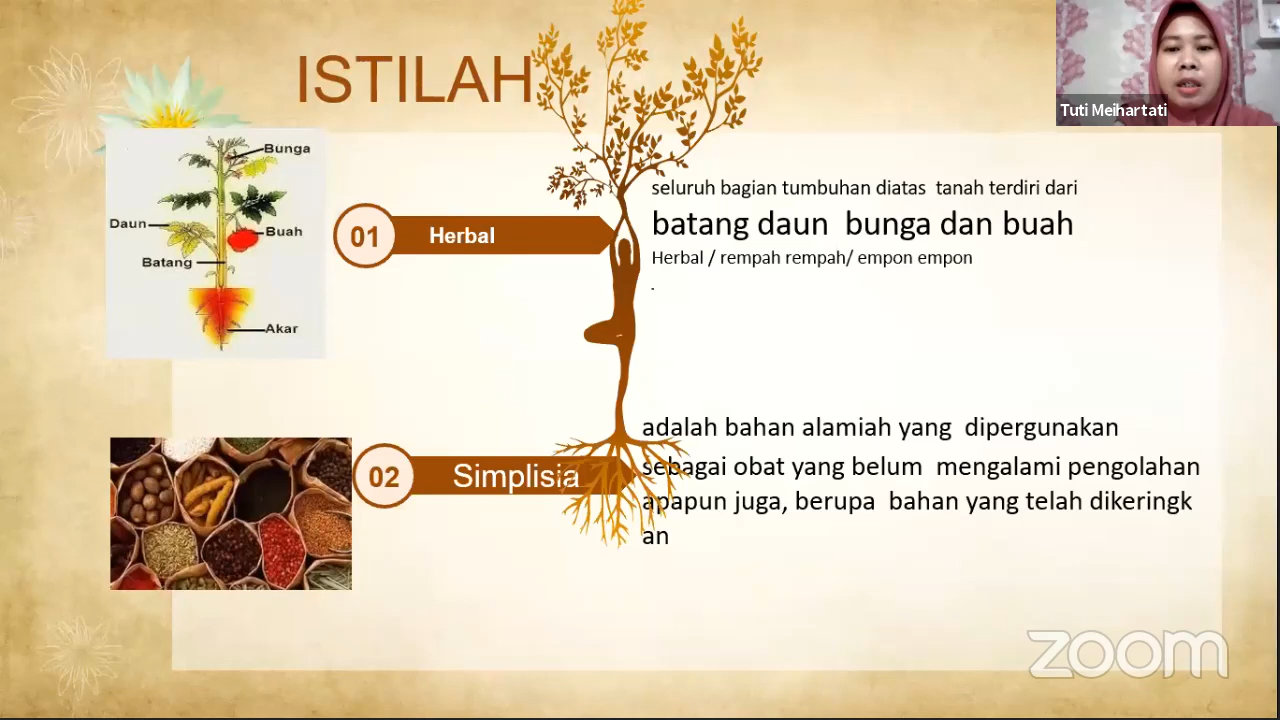 ISTILAH
Tuti Meihartati
Bunga
Daun
Buah
Batang
Akar
01
Herbal
seluruh bagian tumbuhan diatas tanah terdiri dari
batang daun bunga dan buah
Herbal / rempah rempah/ empon empon
.
02
Simplisia
adalah bahan alamiah yang dipergunakan
sebagai obat yang belum mengalami pengolahan
apapun juga, berupa bahan yang telah dikeringk
an
zoom